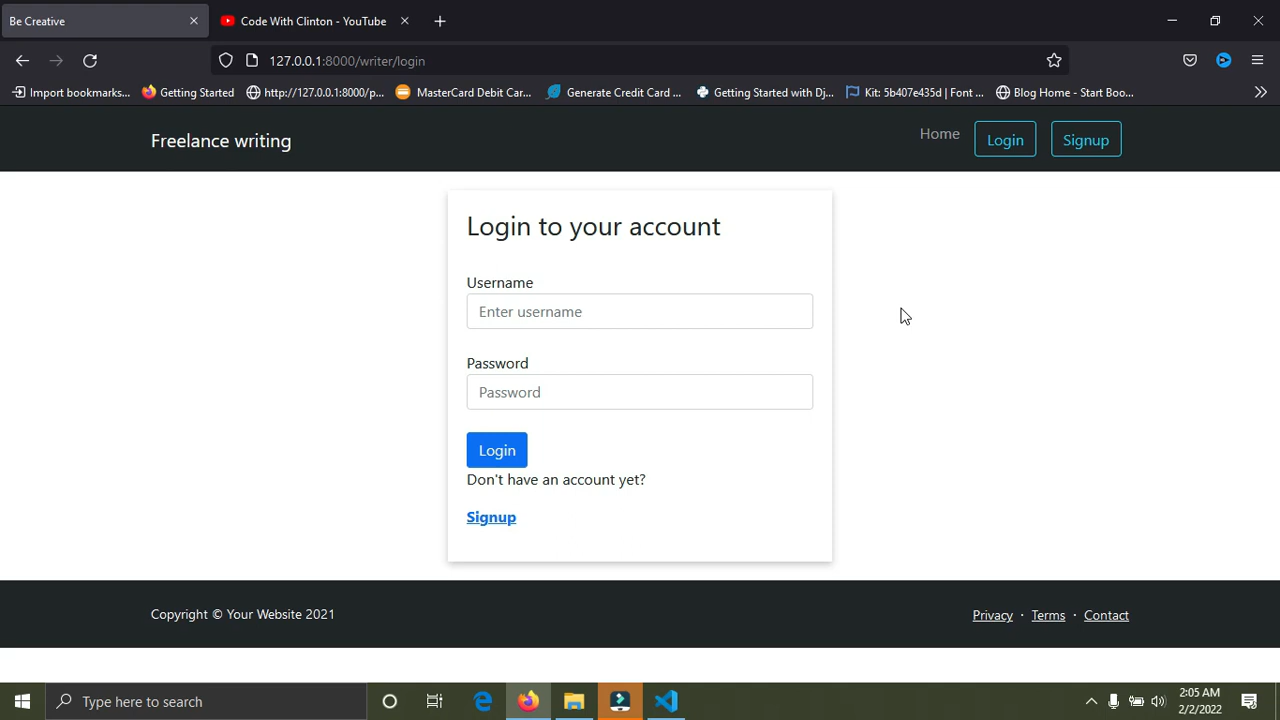 Be Creative
Code With Clinton - YouTube
127.0.0.1:8000/writer/login
Import bookmarks...
Getting Started
http://127.0.0.1:8000/p...
MasterCard Debit Car...
Generate Credit Card ...
Getting Started with Dj...
Kit: 5b407e435d | Font ...
Blog Home - Start Boo...
Freelance writing
Home
Login
Signup
Login to your account
Username
Enter username
Password
Password
Login
Don't have an account yet?
Signup
Copyright © Your Website 2021
Privacy · Terms · Contact
Type here to search
2:05 AM
2/2/2022